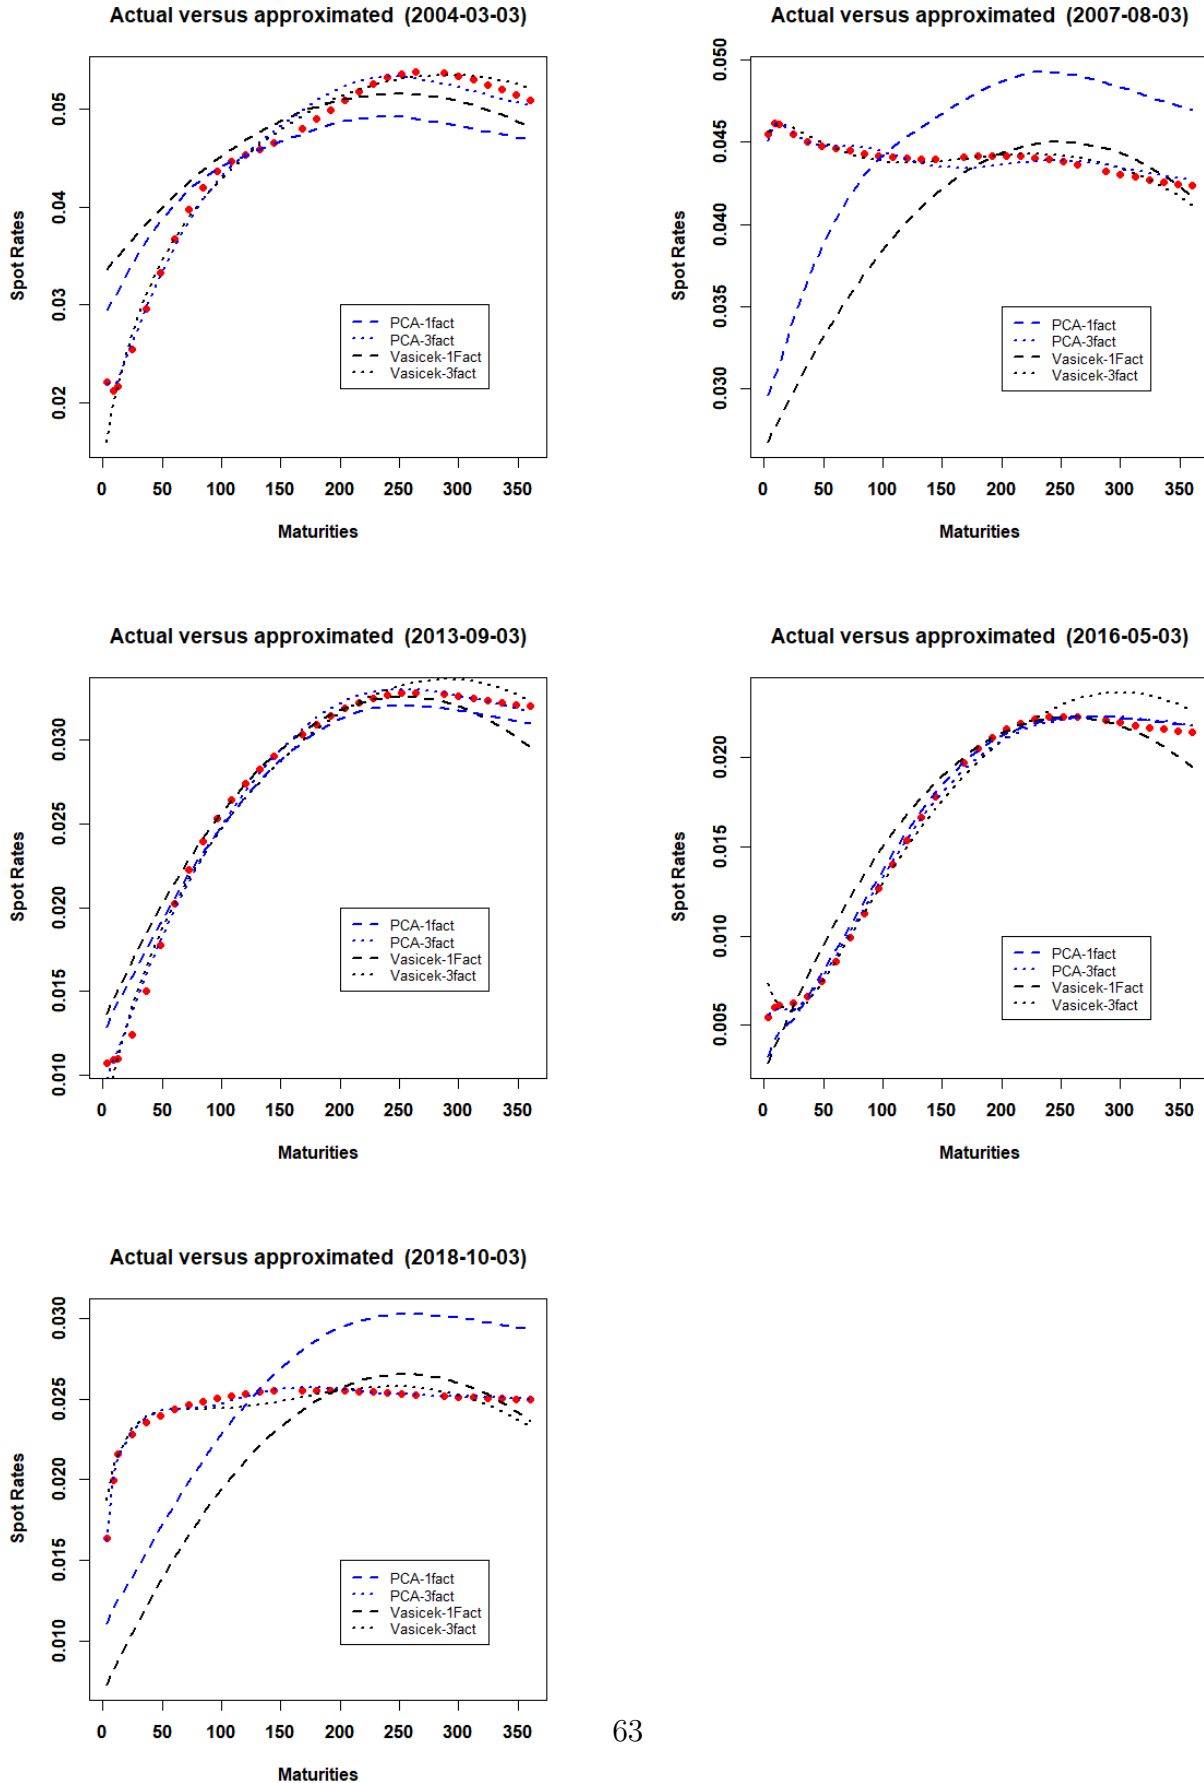 Actual versus approximated (2004-03-03)
Spot Rates
0.05
0.04
0.03
0.02
PCA-1fact
PCA-3fact
Vasicek-1Fact
Vasicek-3fact
0 50 100 150 200 250 300 350
Maturities
Actual versus approximated (2007-08-03)
Spot Rates
0.050
0.045
0.040
0.035
0.030
PCA-1fact
PCA-3fact
Vasicek-1Fact
Vasicek-3fact
0 50 100 150 200 250 300 350
Maturities
Actual versus approximated (2013-09-03)
Spot Rates
0.030
0.025
0.020
0.015
0.010
PCA-1fact
PCA-3fact
Vasicek-1Fact
Vasicek-3fact
0 50 100 150 200 250 300 350
Maturities
Actual versus approximated (2016-05-03)
Spot Rates
0.020
0.015
0.010
0.005
PCA-1fact
PCA-3fact
Vasicek-1Fact
Vasicek-3fact
0 50 100 150 200 250 300 350
Maturities
Actual versus approximated (2018-10-03)
Spot Rates
0.030
0.025
0.020
0.015
0.010
PCA-1fact
PCA-3fact
Vasicek-1Fact
Vasicek-3fact
0 50 100 150 200 250 300 350
Maturities
63